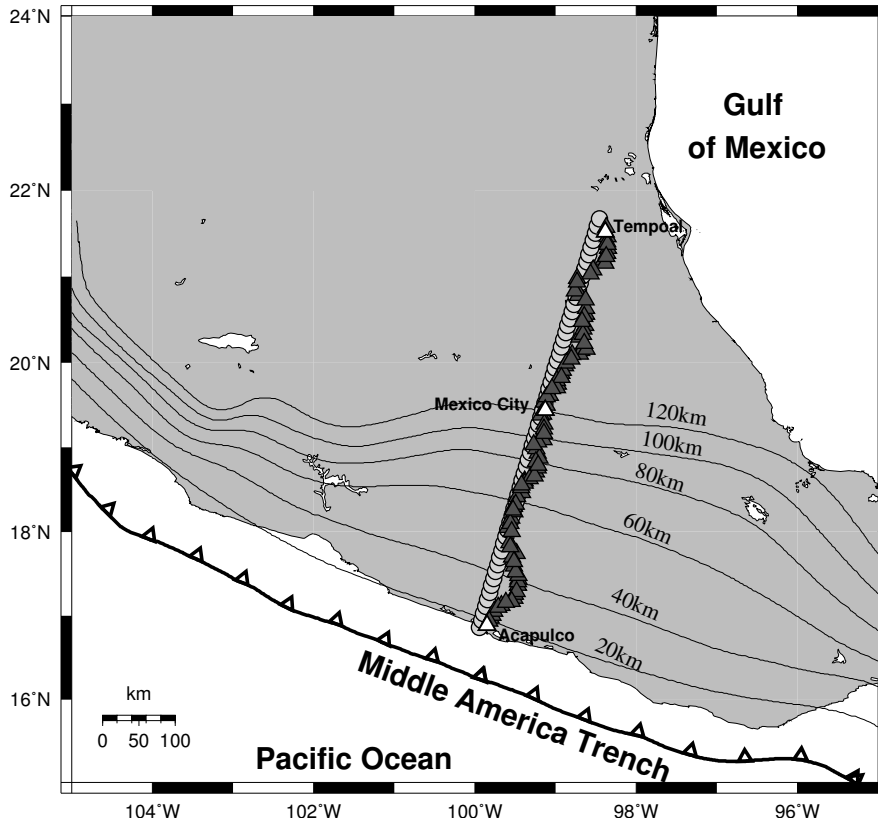 24°N
Gulf
of Mexico
22°N
Tempoal
20°N
Mexico City
120km
100km
80km
18°N
60km
40km
Acapulco
20km
16°N
km
0 50 100
Middle America Trench
Pacific Ocean
104°W 102°W 100°W 98°W 96°W